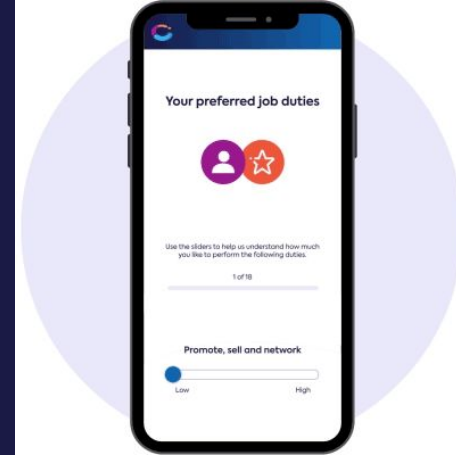 Your preferred job duties
Use the sliders to help us understand how much
you like to perform the following duties.
1 of 18
Promote, sell and network
Low High